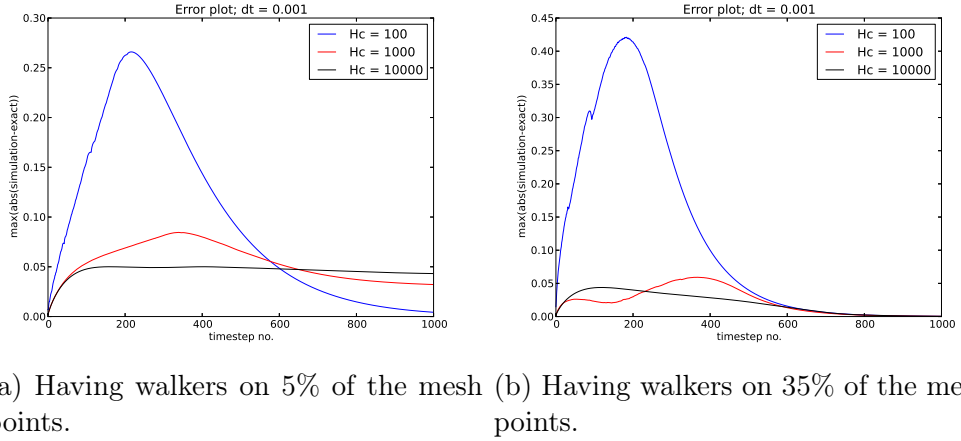 Error plot; dt = 0.001
max(abs(simulation-exact))
0.30
0.25
0.20
0.15
0.10
0.05
0.00
0 200 400 600 800 1000
timestep no.
Hc = 100
Hc = 1000
Hc = 10000
Error plot; dt = 0.001
max(abs(simulation-exact))
0.45
0.40
0.35
0.30
0.25
0.20
0.15
0.10
0.05
0.00
0 200 400 600 800 1000
timestep no.
Hc = 100
Hc = 1000
Hc = 10000
a) Having walkers on 5% of the mesh
points.
(b) Having walkers on 35% of the me
points.